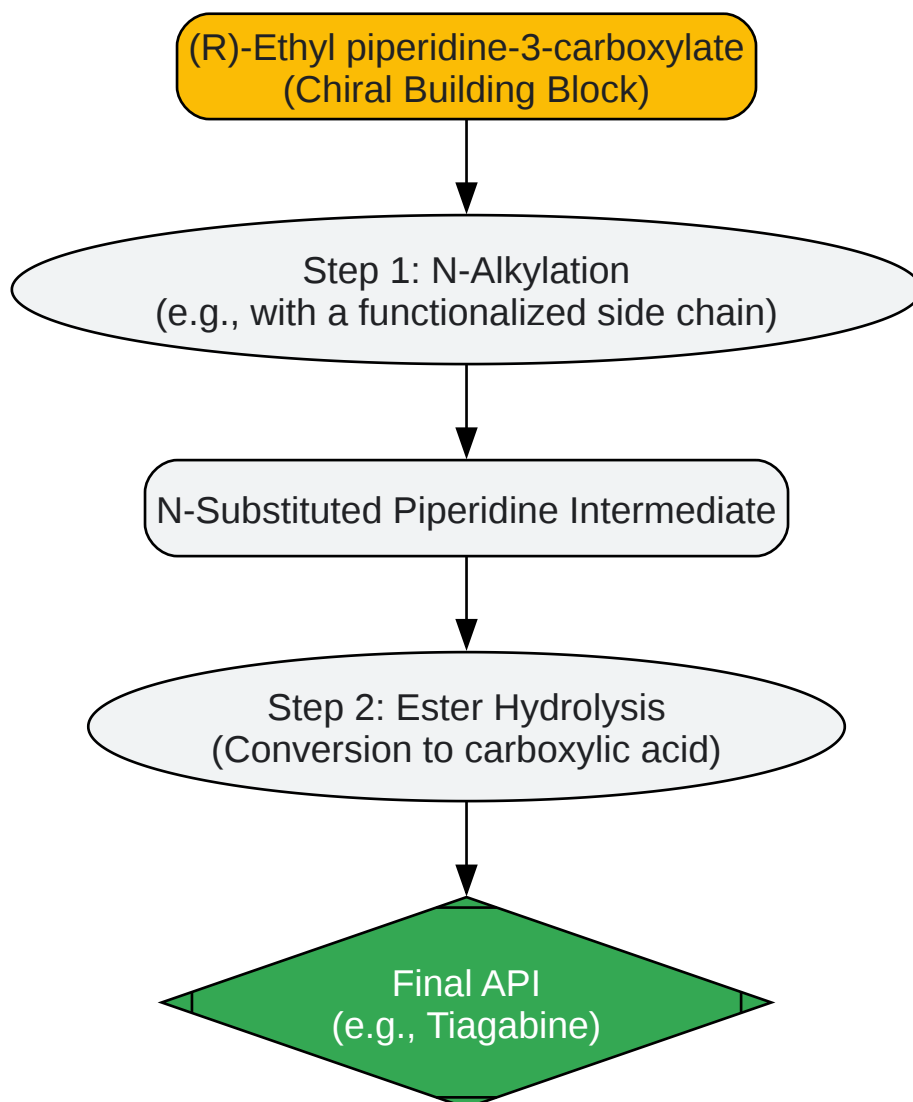 (R)-Ethyl piperidine-3-carboxylate
(Chiral Building Block)
Step 1: N-Alkylation
(e.g., with a functionalized side chain)
N-Substituted Piperidine Intermediate
Step 2: Ester Hydrolysis
(Conversion to carboxylic acid)
Final API
(e.g., Tiagabine)